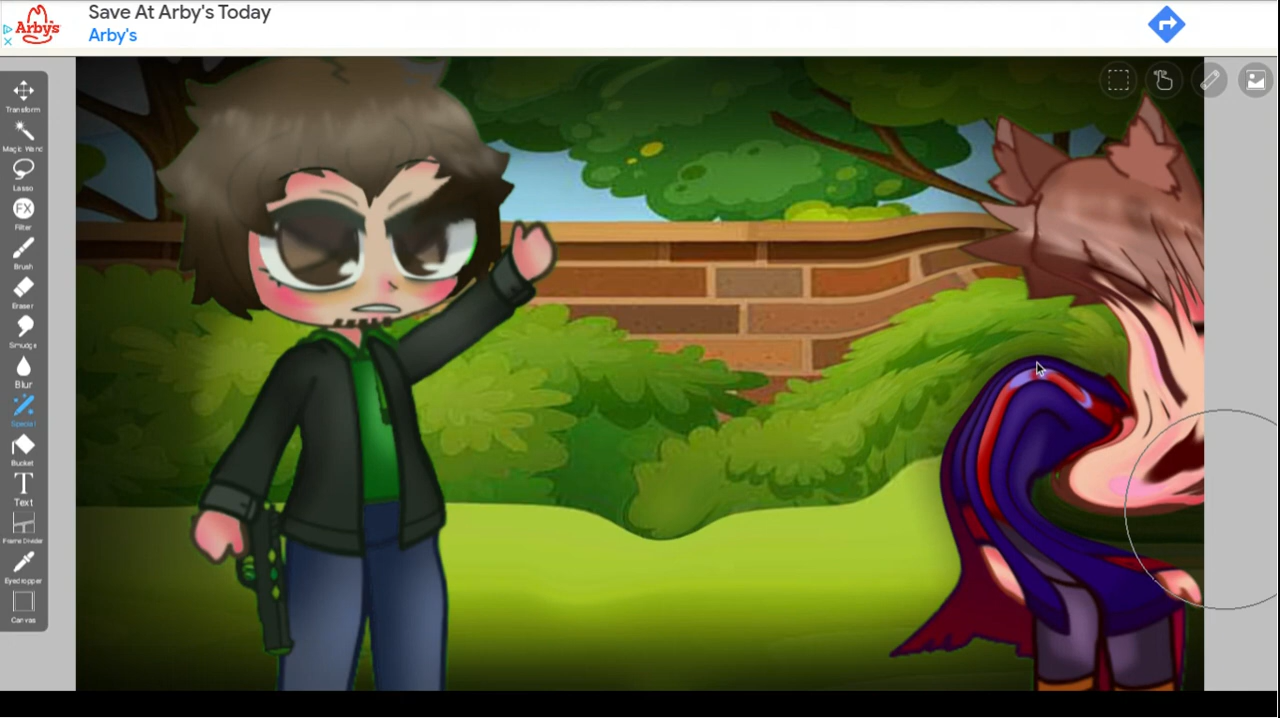 Arby's
Save At Arby's Today
Arby's
Transform
Magic Wand
Lasso
FX
Filter
Brush
Eraser
Smudge
Blur
Special
Bucket
T
Text
Frame Divider
Eyedropper
Canvas